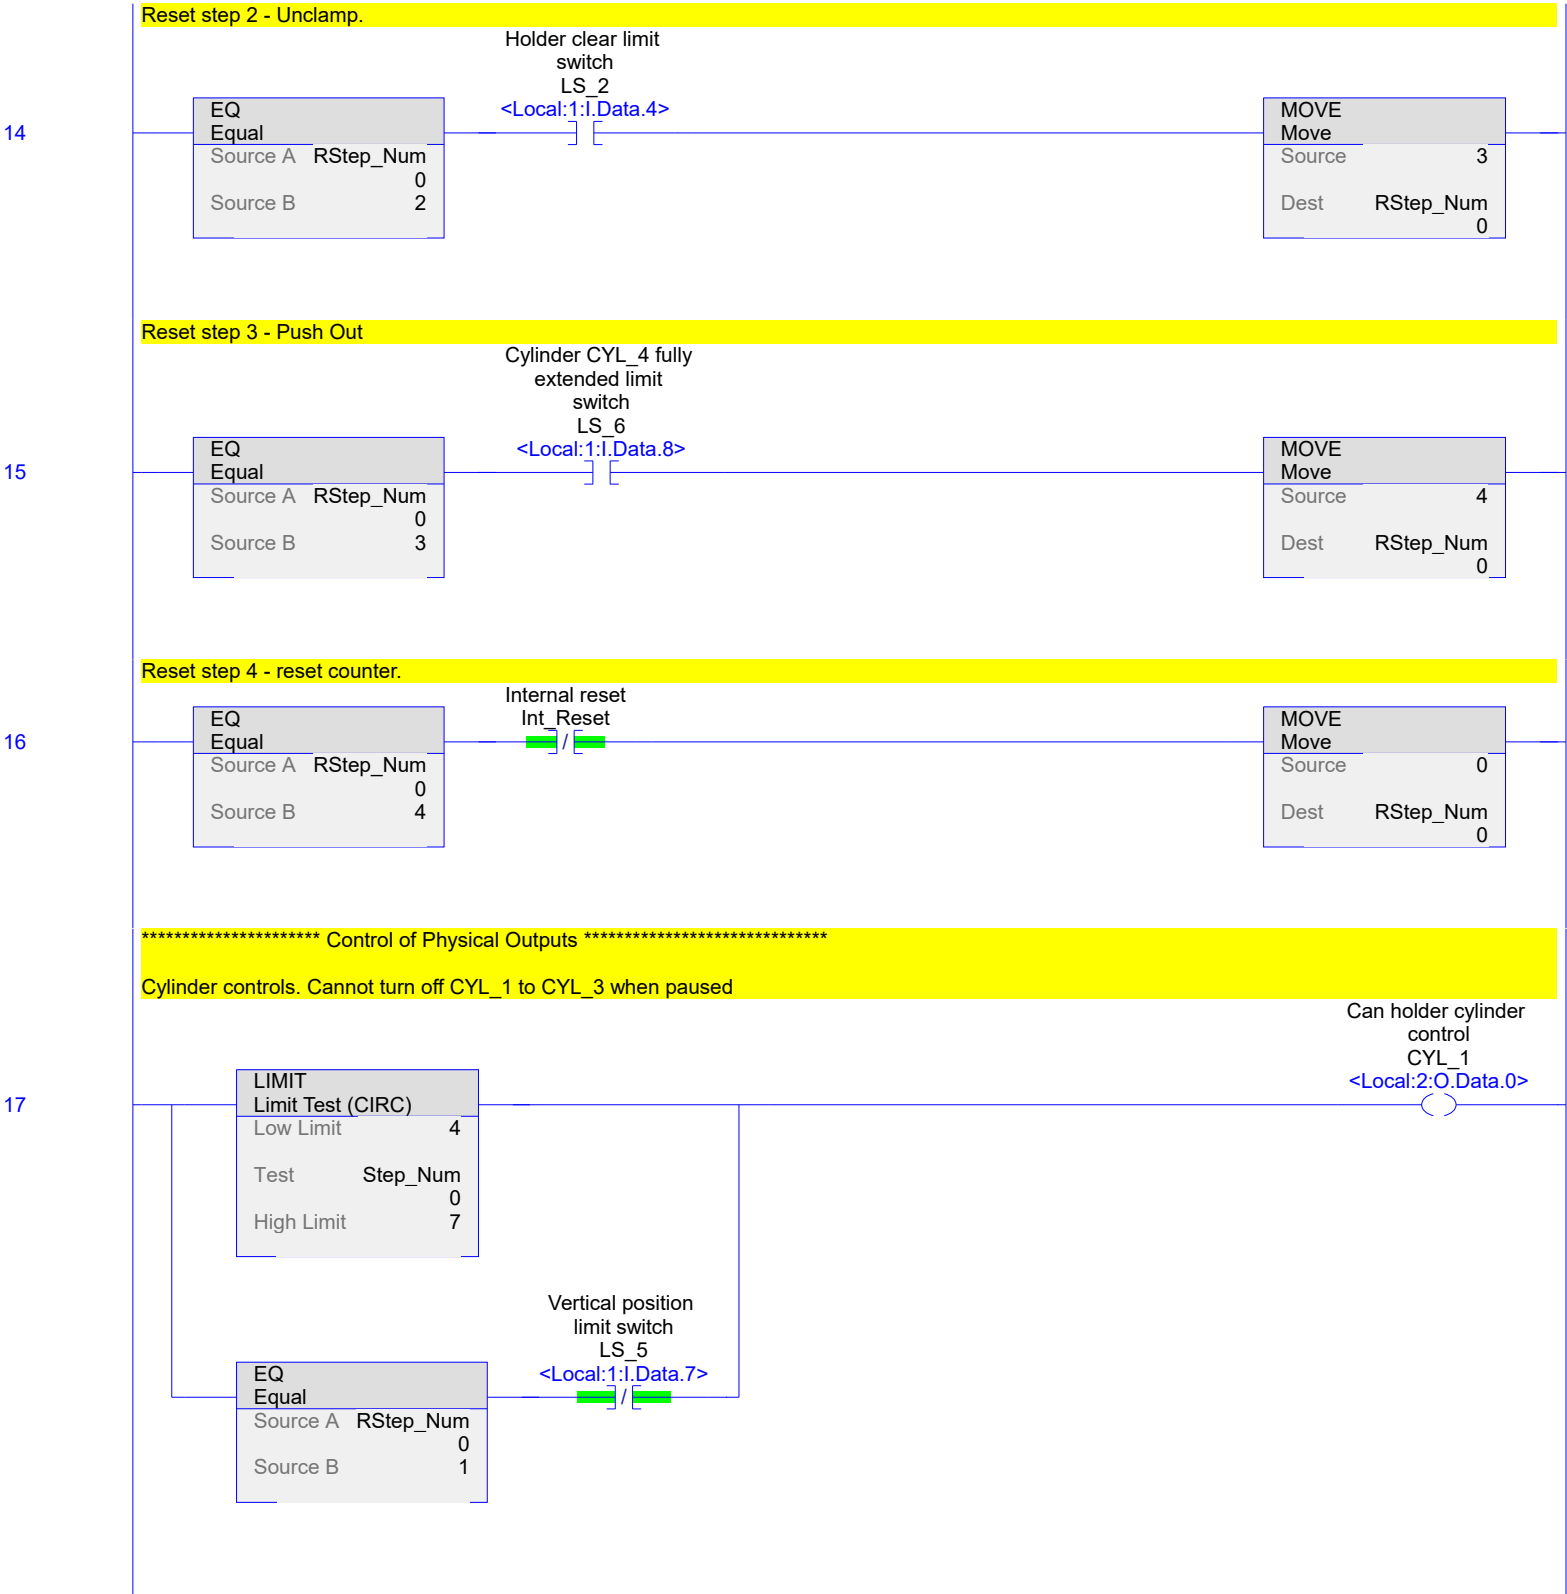 Reset step 2 - Unclamp.
Holder clear limit
switch
LS_2
<Local:1:I.Data.4>
14
EQ
Equal
Source A RStep_Num
0
Source B 2
MOVE
Move
Source 3
Dest RStep_Num
0
Reset step 3 - Push Out
Cylinder CYL_4 fully
extended limit
switch
LS_6
<Local:1:I.Data.8>
15
EQ
Equal
Source A RStep_Num
0
Source B 3
MOVE
Move
Source 4
Dest RStep_Num
0
Reset step 4 - reset counter.
Internal reset
Int_Reset
16
EQ
Equal
Source A RStep_Num
0
Source B 4
MOVE
Move
Source 0
Dest RStep_Num
0
********************** Control of Physical Outputs ******************************
Cylinder controls. Cannot turn off CYL_1 to CYL_3 when paused
Can holder cylinder
control
CYL_1
<Local:2:O.Data.0>
17
LIMIT
Limit Test (CIRC)
Low Limit 4
Test Step_Num
0
High Limit 7
Vertical position
limit switch
LS_5
<Local:1:I.Data.7>
EQ
Equal
Source A RStep_Num
0
Source B 1